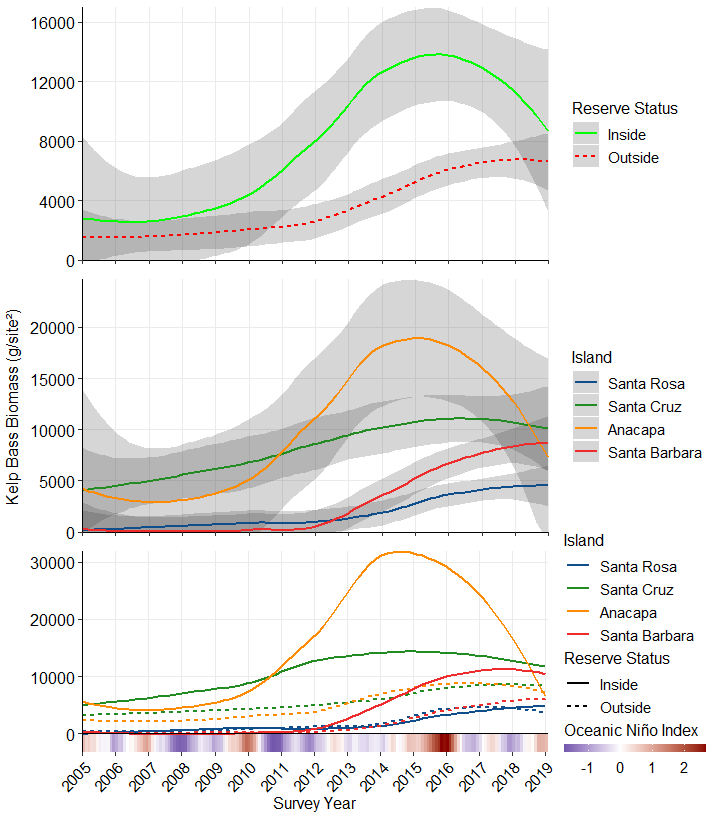 16000
12000
8000
4000
0
Reserve Status
Inside
Outside
Kelp Bass Biomass (g/site²)
20000
15000
10000
5000
0
Island
Santa Rosa
Santa Cruz
Anacapa
Santa Barbara
30000
20000
10000
0
Island
Santa Rosa
Santa Cruz
Anacapa
Santa Barbara
Reserve Status
Inside
Outside
Oceanic Niño Index
-1 0 1 2
2005 2006 2007 2008 2009 2010 2011 2012 2013 2014 2015 2016 2017 2018 2019
Survey Year